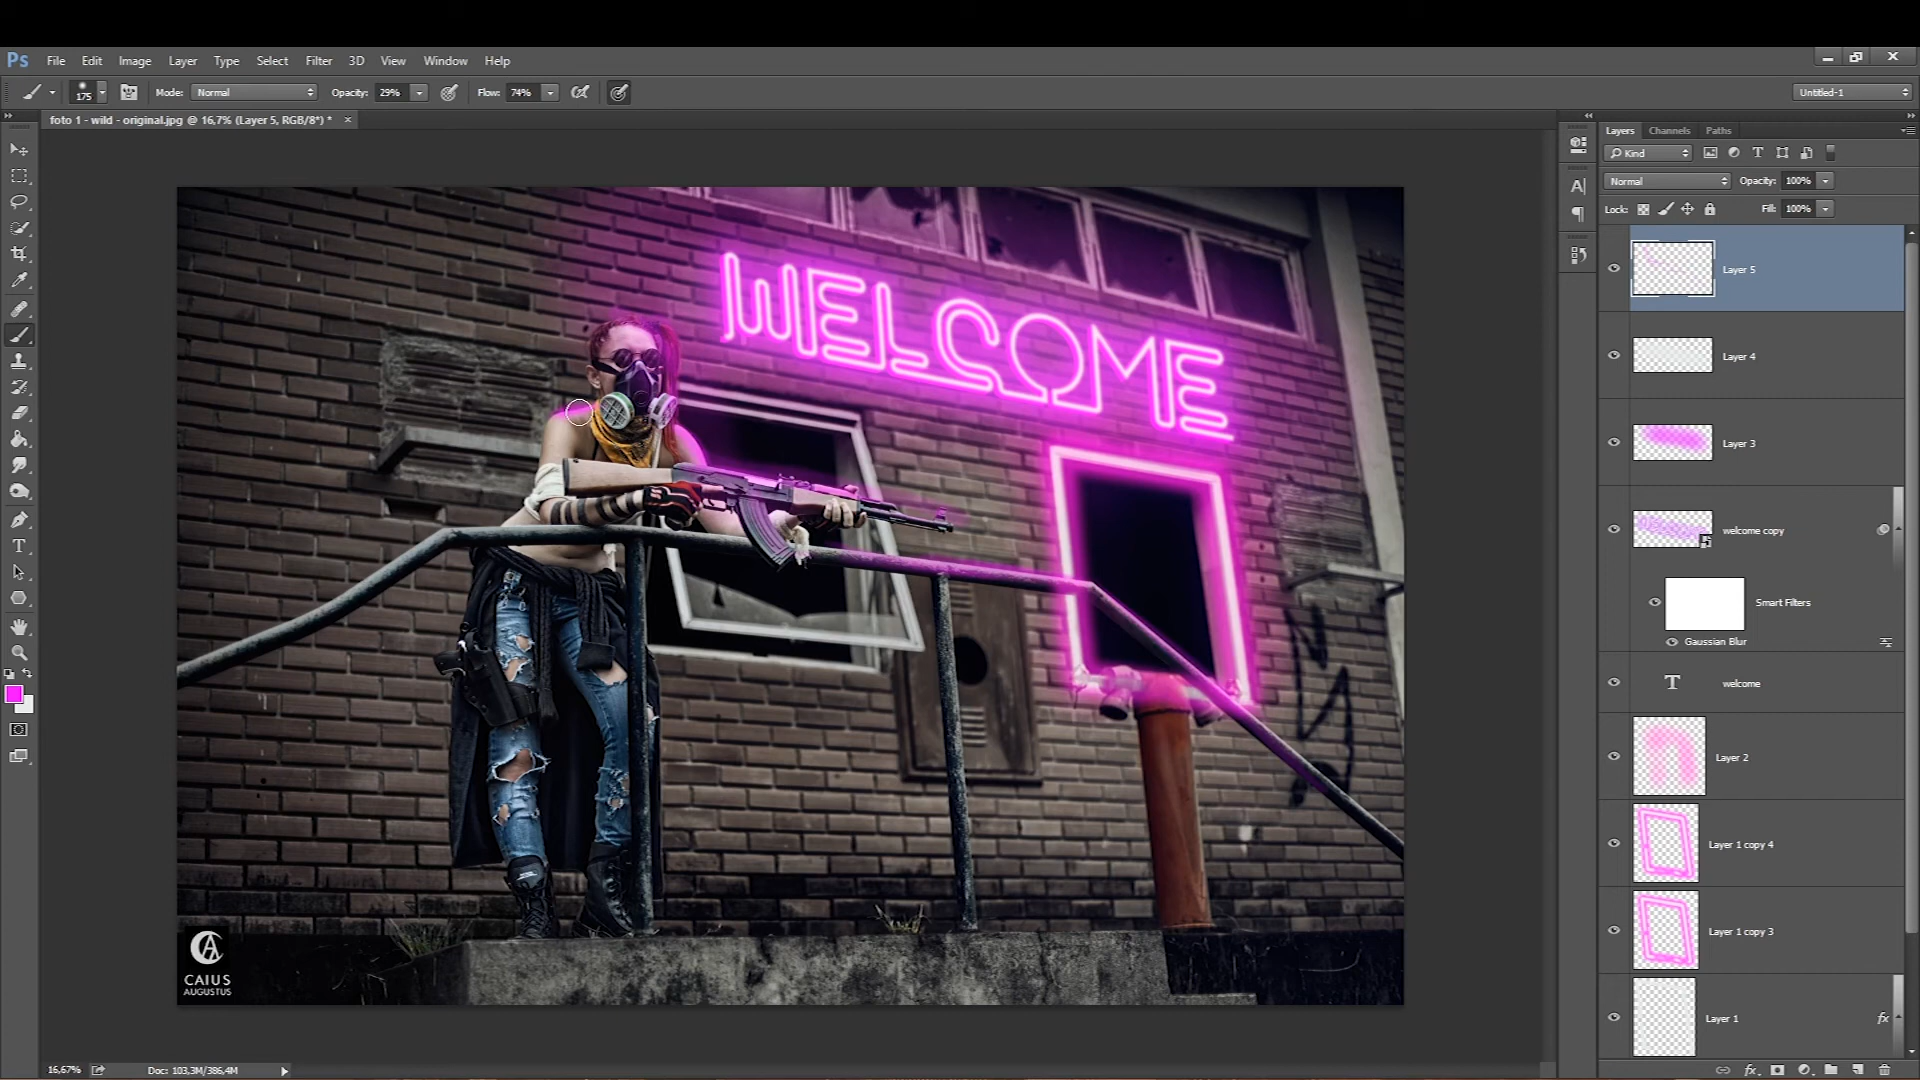 Ps File Edit Image Layer Type Select Filter 3D View Window Help
175 Mode: Normal Opacity: 29% Flow: 74% Untitled-1
foto 1 - wild - original.jpg @ 16,7% (Layer 5, RGB/8*) * ×
Layers Channels Paths
Kind
Normal Opacity: 100%
Lock: Fill: 100%
Layer 5
Layer 4
Layer 3
welcome copy
Smart Filters
Gaussian Blur
welcome
Layer 2
Layer 1 copy 4
Layer 1 copy 3
Layer 1 fx
WELCOME
CA
CAIUS
AUGUSTUS
16,67% Doc: 103,3M/386,4M